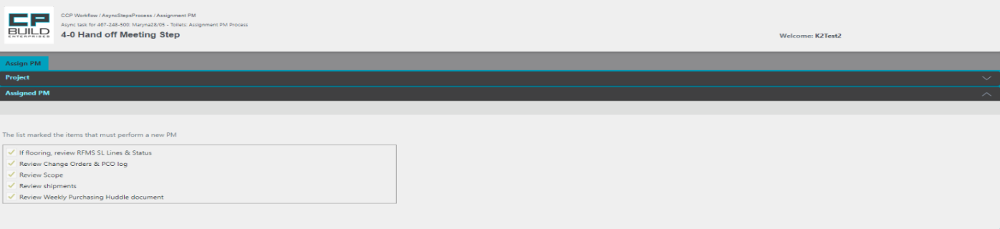 CP
BUILD
ENTERPRISES
CCP Workflow / AsyncStepsProcess / Assignment PM
Async task for 467-248-500: Maryna28/05 - Toilets: Assignment PM Process
4-0 Hand off Meeting Step
Welcome: K2Test2
Assign PM
Project
Assigned PM
The list marked the items that must perform a new PM
If flooring, review RFMS SL Lines & Status
Review Change Orders & PCO log
Review Scope
Review shipments
Review Weekly Purchasing Huddle document